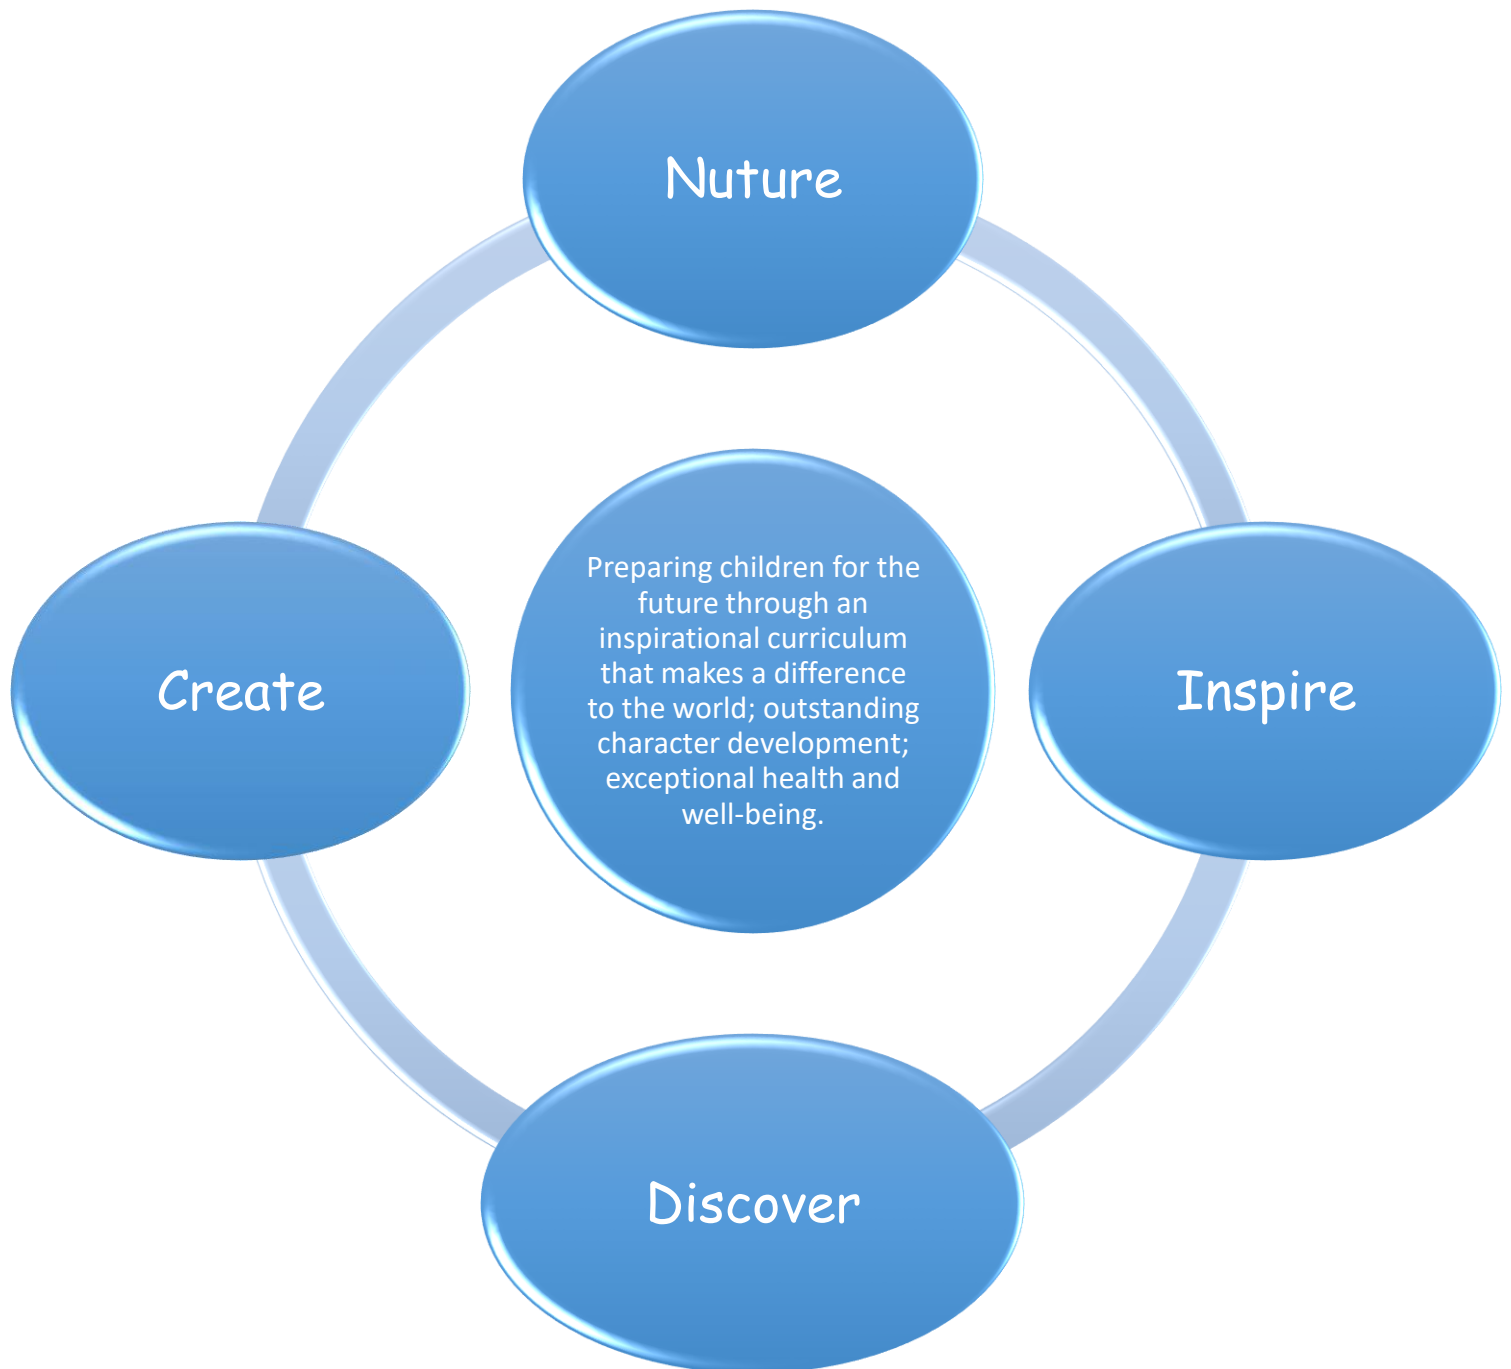 Nuture
Create
Preparing children for the
future through an
inspirational curriculum
that makes a difference
to the world; outstanding
character development;
exceptional health and
well-being.
Inspire
Discover